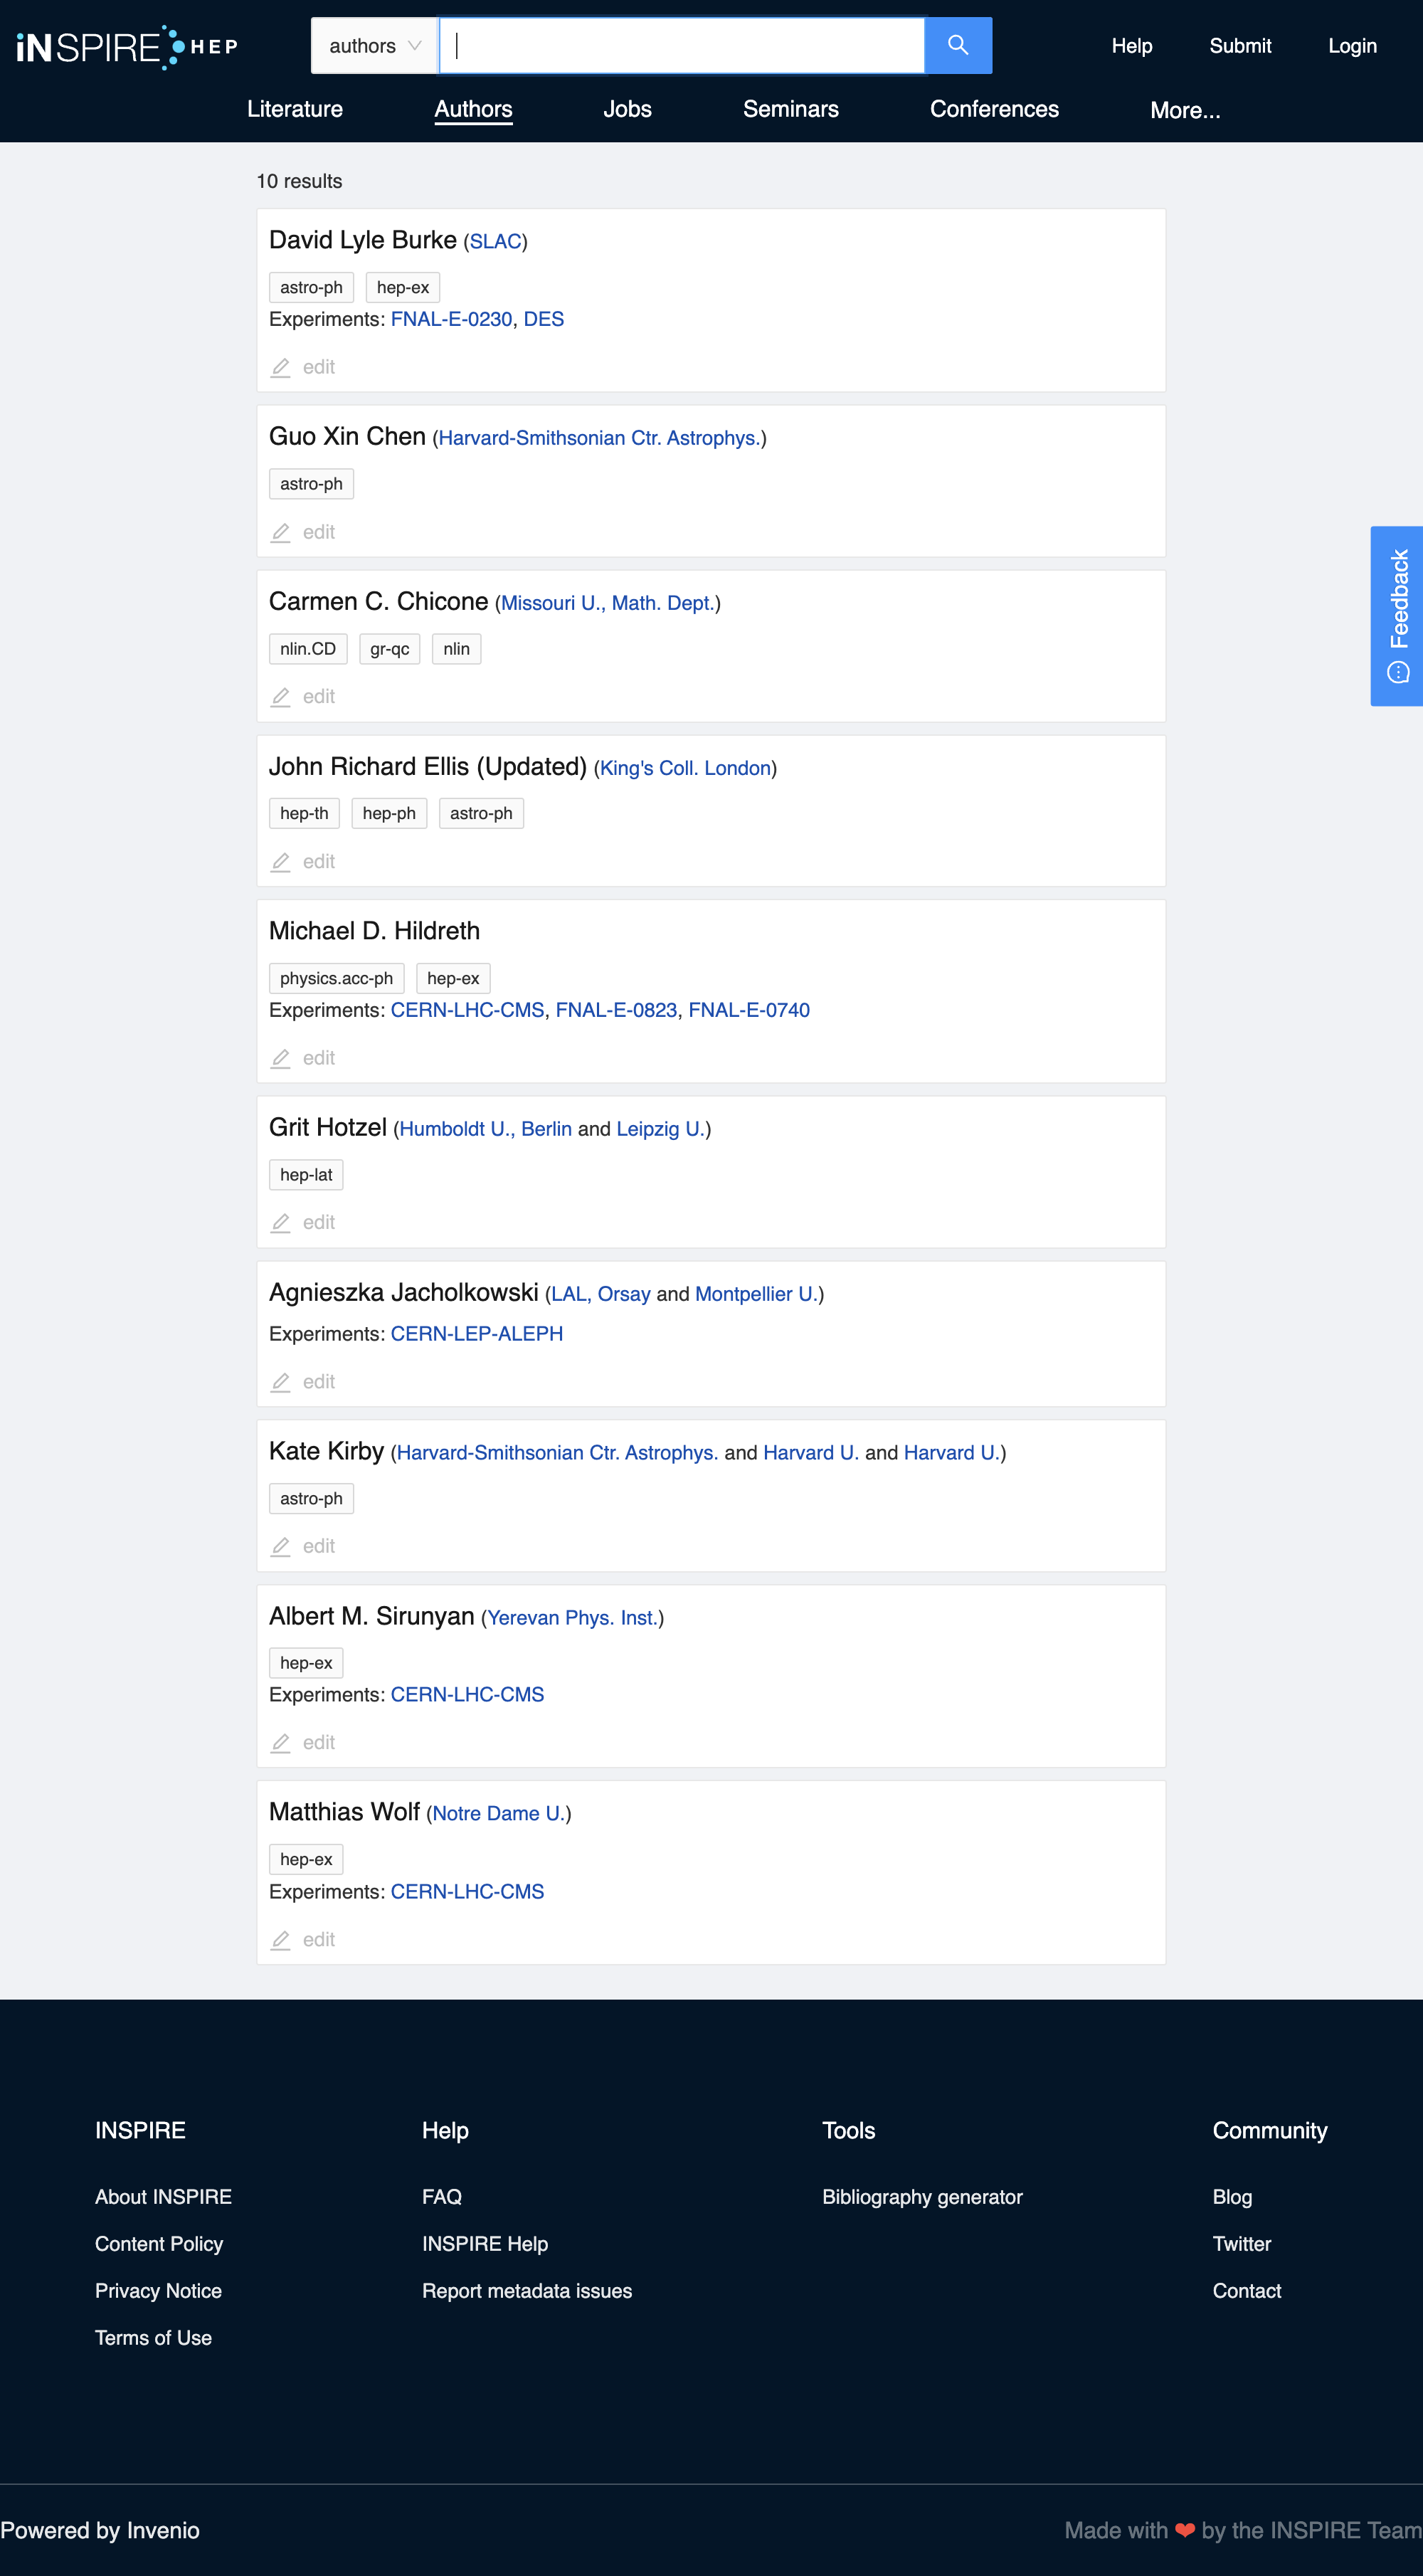 iNSPIRE HEP
authors
Help Submit Login
Literature Authors Jobs Seminars Conferences More...
10 results
David Lyle Burke (SLAC)
astro-ph hep-ex
Experiments: FNAL-E-0230, DES
edit
Guo Xin Chen (Harvard-Smithsonian Ctr. Astrophys.)
astro-ph
edit
Carmen C. Chicone (Missouri U., Math. Dept.)
nlin.CD gr-qc nlin
edit
Feedback
John Richard Ellis (Updated) (King's Coll. London)
hep-th hep-ph astro-ph
edit
Michael D. Hildreth
physics.acc-ph hep-ex
Experiments: CERN-LHC-CMS, FNAL-E-0823, FNAL-E-0740
edit
Grit Hotzel (Humboldt U., Berlin and Leipzig U.)
hep-lat
edit
Agnieszka Jacholkowski (LAL, Orsay and Montpellier U.)
Experiments: CERN-LEP-ALEPH
edit
Kate Kirby (Harvard-Smithsonian Ctr. Astrophys. and Harvard U. and Harvard U.)
astro-ph
edit
Albert M. Sirunyan (Yerevan Phys. Inst.)
hep-ex
Experiments: CERN-LHC-CMS
edit
Matthias Wolf (Notre Dame U.)
hep-ex
Experiments: CERN-LHC-CMS
edit
INSPIRE
About INSPIRE
Content Policy
Privacy Notice
Terms of Use
Help
FAQ
INSPIRE Help
Report metadata issues
Tools
Bibliography generator
Community
Blog
Twitter
Contact
Powered by Invenio
Made with ❤ by the INSPIRE Team